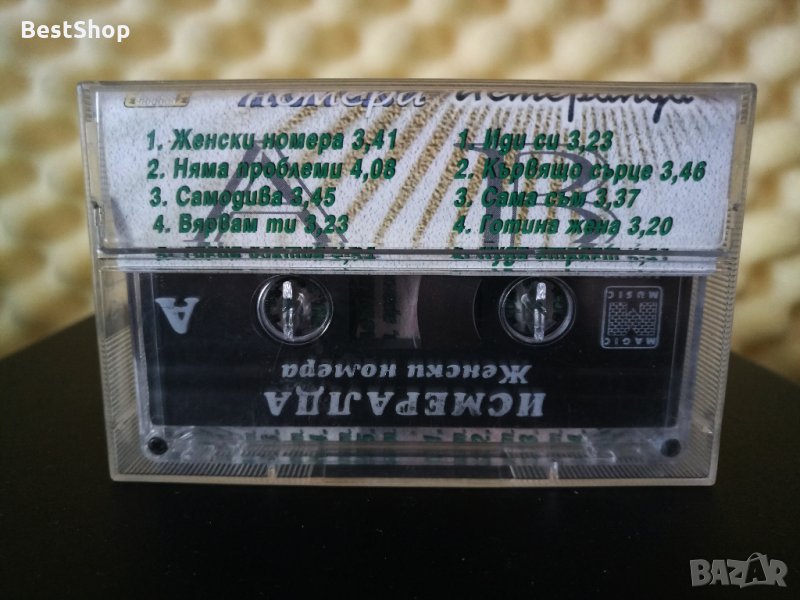 BestShop
номера Исмералда
A B
1. Женски номера 3,41
2. Няма проблеми 4,08
3. Самодива 3,45
4. Вярвам ти 3,23
1. Иди си 3,23
2. Кървящо сърце 3,46
3. Сама съм 3,37
4. Готина жена 3,20
A
MAGIC
MUSIC
Женски номера
ИСМЕРАЛДА
BAZAR